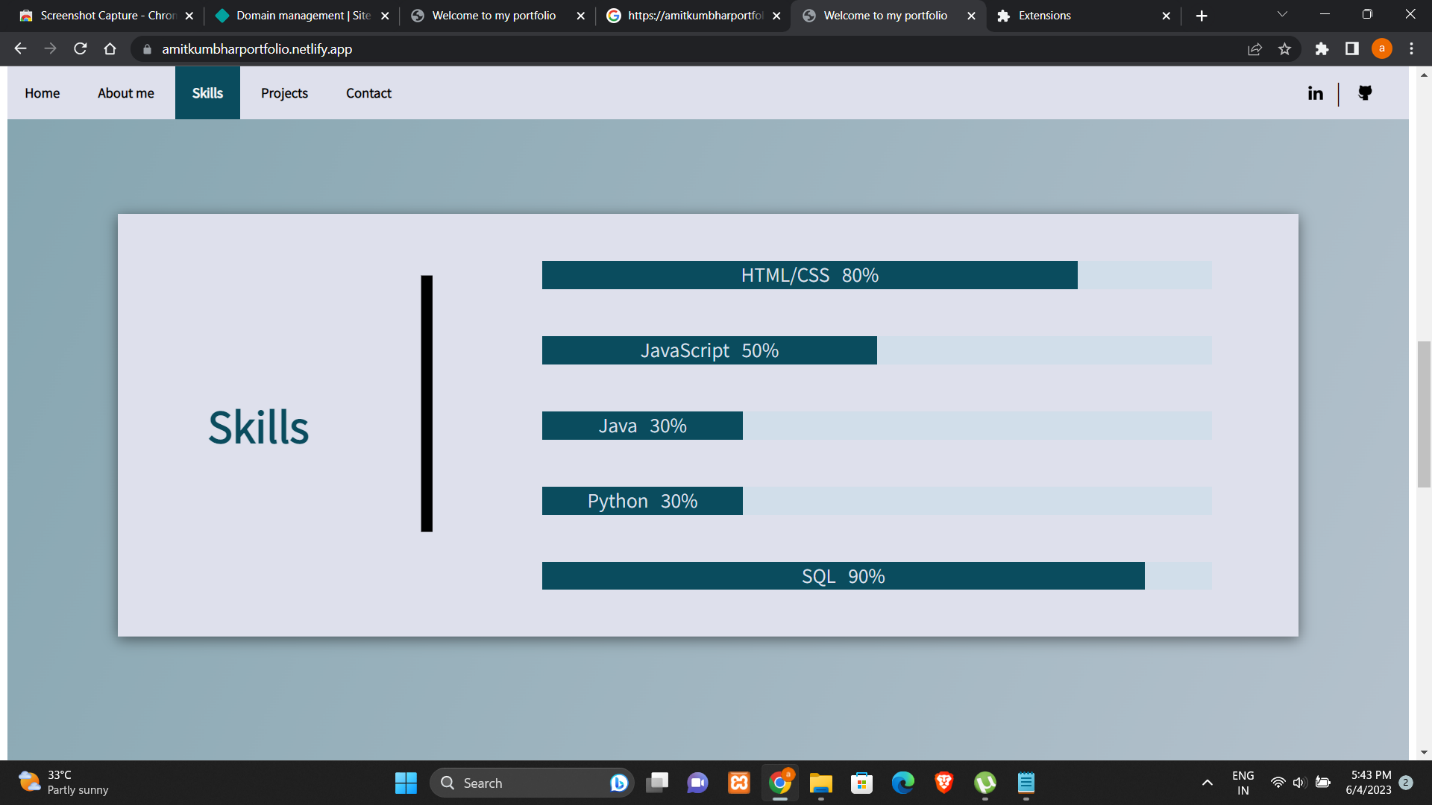 Screenshot Capture - Chron
Domain management | Site
Welcome to my portfolio
https://amitkumbharportfol
Welcome to my portfolio
Extensions
amitkumbharportfolio.netlify.app
a
Home
About me
Skills
Projects
Contact
in
HTML/CSS 80%
JavaScript 50%
Skills
Java 30%
Python 30%
SQL 90%
33°C
Partly sunny
Search
a
ENG
IN
5:43 PM
6/4/2023
2